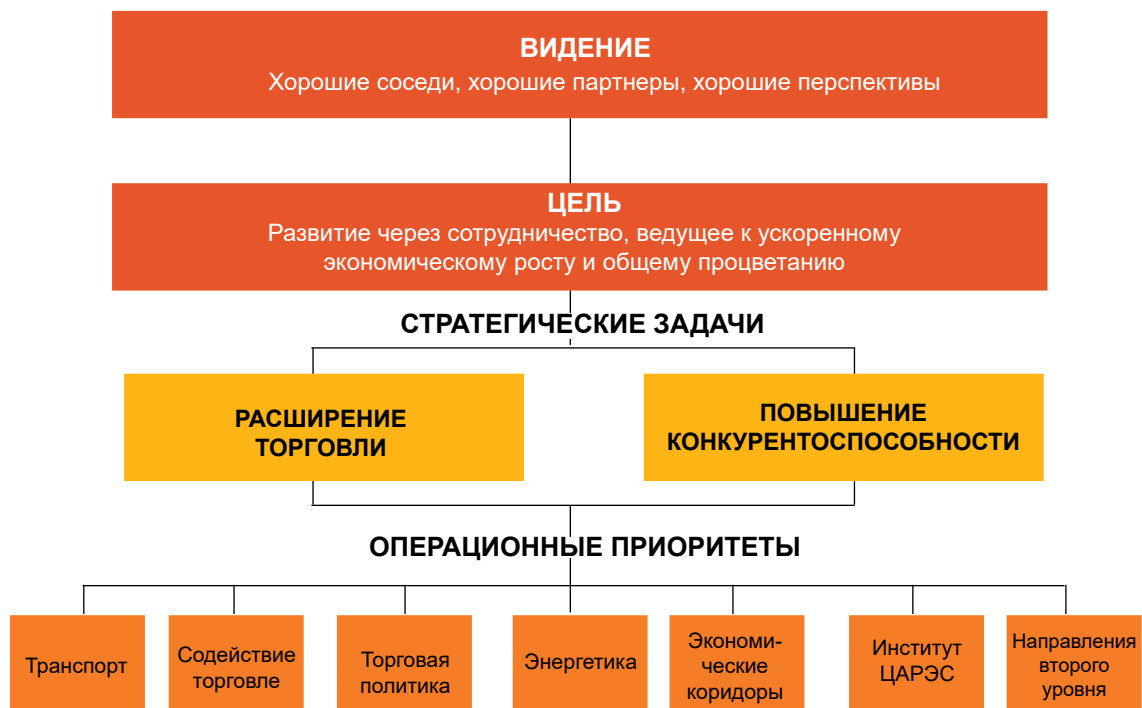 ВИДЕНИЕ
Хорошие соседи, хорошие партнеры, хорошие перспективы
ЦЕЛЬ
Развитие через сотрудничество, ведущее к ускоренному
экономическому росту и общему процветанию
СТРАТЕГИЧЕСКИЕ ЗАДАЧИ
РАСШИРЕНИЕ
ТОРГОВЛИ
ПОВЫШЕНИЕ
КОНКУРЕНТОСПОСОБНОСТИ
ОПЕРАЦИОННЫЕ ПРИОРИТЕТЫ
Транспорт
Содействие
торговле
Торговая
политика
Энергетика
Экономи-
ческие
коридоры
Институт
ЦАРЭС
Направления
второго
уровня